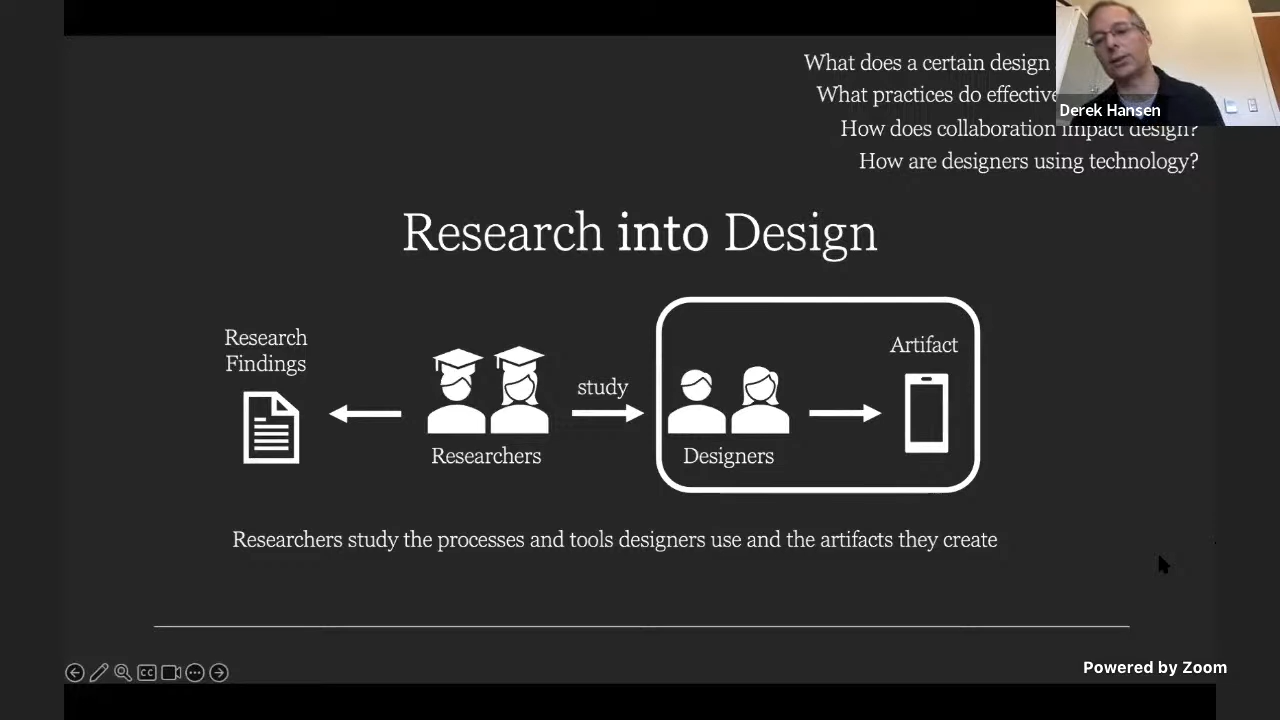 What does a certain design
What practices do effective
Derek Hansen
How does collaboration impact design?
How are designers using technology?
Research into Design
Research
Findings
Artifact
study
Researchers
Designers
Researchers study the processes and tools designers use and the artifacts they create
CC
Powered by Zoom